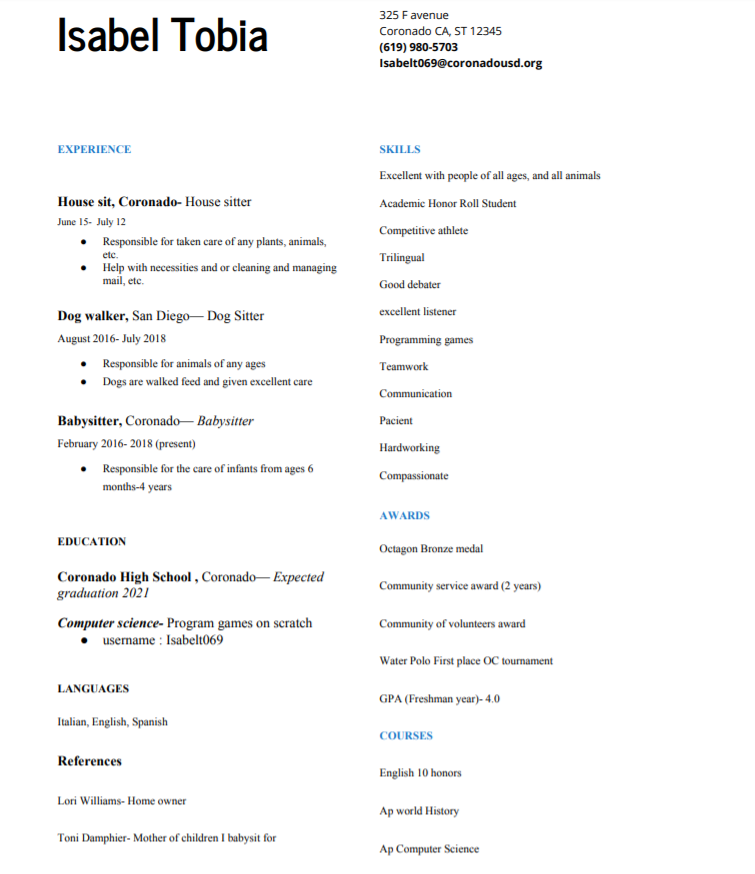 Isabel Tobia
325 F avenue
Coronado CA, ST 12345
(619) 980-5703
Isabelt069@coronadousd.org
EXPERIENCE
House sit, Coronado- House sitter
June 15- July 12
● Responsible for taken care of any plants, animals,
etc.
● Help with necessities and or cleaning and managing
mail, etc.
Dog walker, San Diego— Dog Sitter
August 2016- July 2018
● Responsible for animals of any ages
● Dogs are walked feed and given excellent care
Babysitter, Coronado— Babysitter
February 2016- 2018 (present)
● Responsible for the care of infants from ages 6
months-4 years
EDUCATION
Coronado High School , Coronado— Expected
graduation 2021
Computer science- Program games on scratch
● username : Isabelt069
LANGUAGES
Italian, English, Spanish
References
Lori Williams- Home owner
Toni Damphier- Mother of children I babysit for
SKILLS
Excellent with people of all ages, and all animals
Academic Honor Roll Student
Competitive athlete
Trilingual
Good debater
excellent listener
Programming games
Teamwork
Communication
Pacient
Hardworking
Compassionate
AWARDS
Octagon Bronze medal
Community service award (2 years)
Community of volunteers award
Water Polo First place OC tournament
GPA (Freshman year)- 4.0
COURSES
English 10 honors
Ap world History
Ap Computer Science